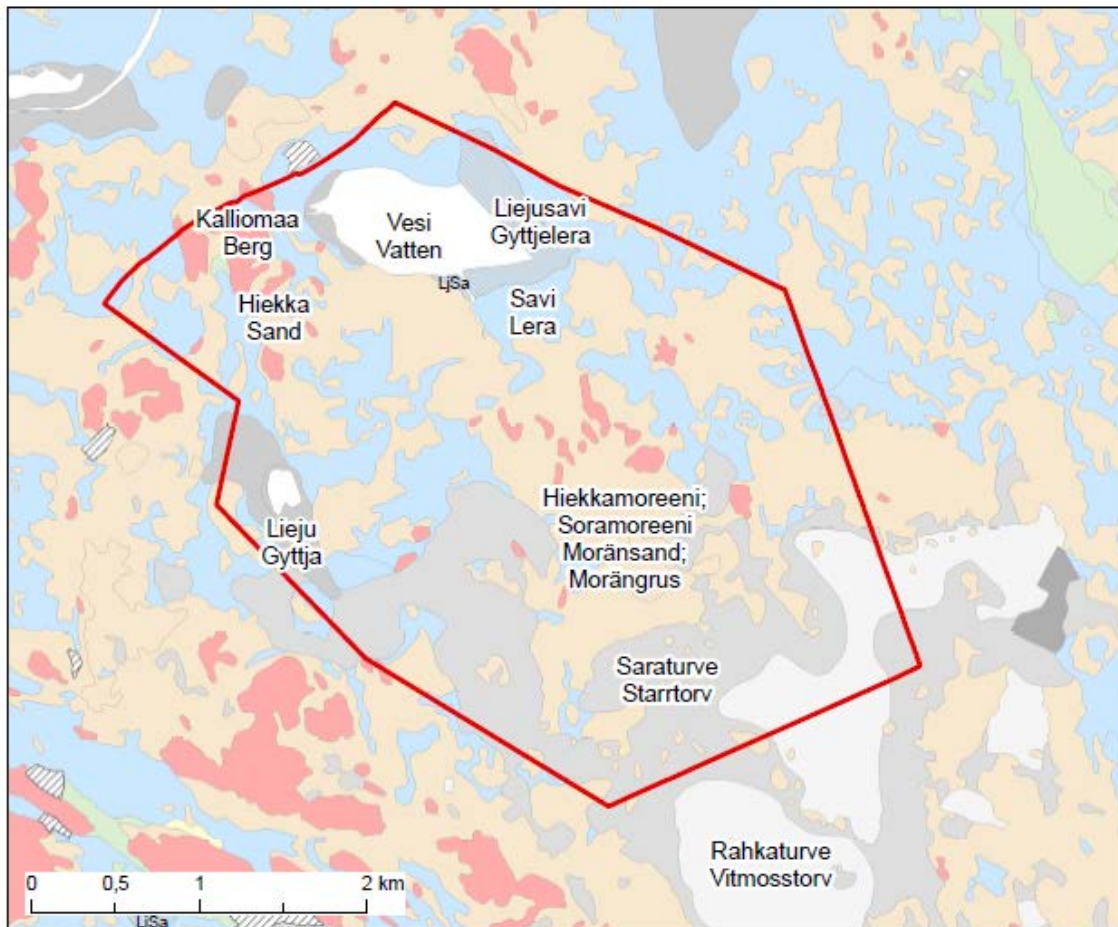 Kalliomaa
Berg
Vesi
Vatten
Liejusavi
Gyttjelera
LjSa
Hiekka
Sand
Savi
Lera
Hiekkamoreeni;
Soramoreeni
Moränsand;
Morängrus
Lieju
Gyttja
Saraturve
Starrtorv
Rahkaturve
Vitmosstorv
0 0,5 1 2 km
LjSa